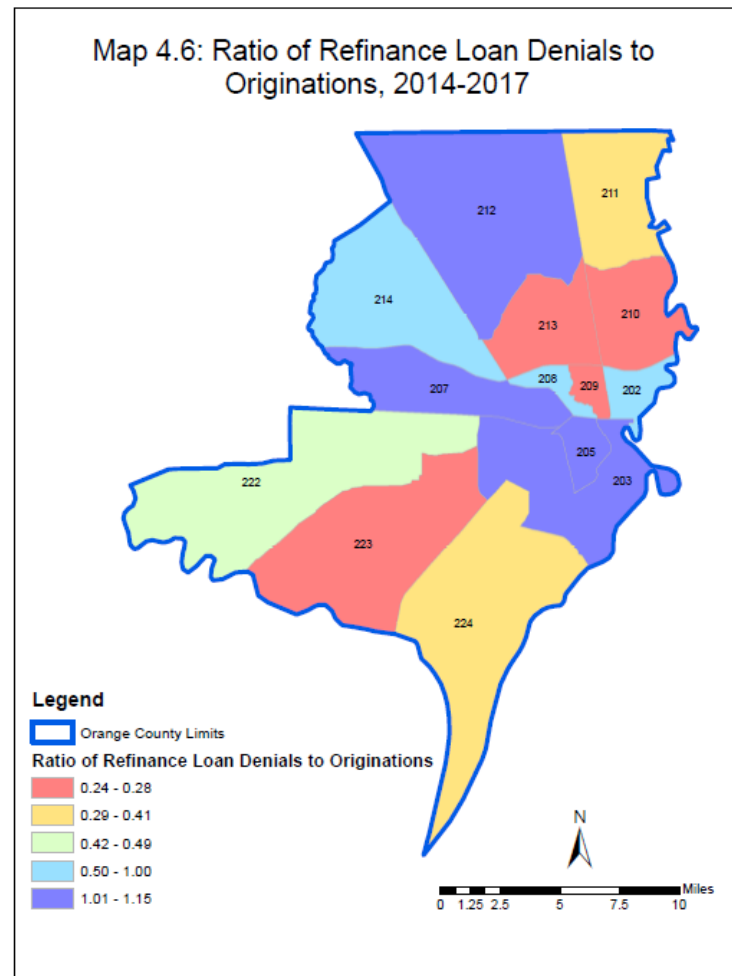 Map 4.6: Ratio of Refinance Loan Denials to
Originations, 2014-2017
211
212
214
213
210
208
209
202
207
205
203
222
223
224
Legend
Orange County Limits
Ratio of Refinance Loan Denials to Originations
0.24 - 0.28
0.29 - 0.41
0.42 - 0.49
0.50 - 1.00
1.01 - 1.15
N
Miles
0 1.25 2.5 5 7.5 10